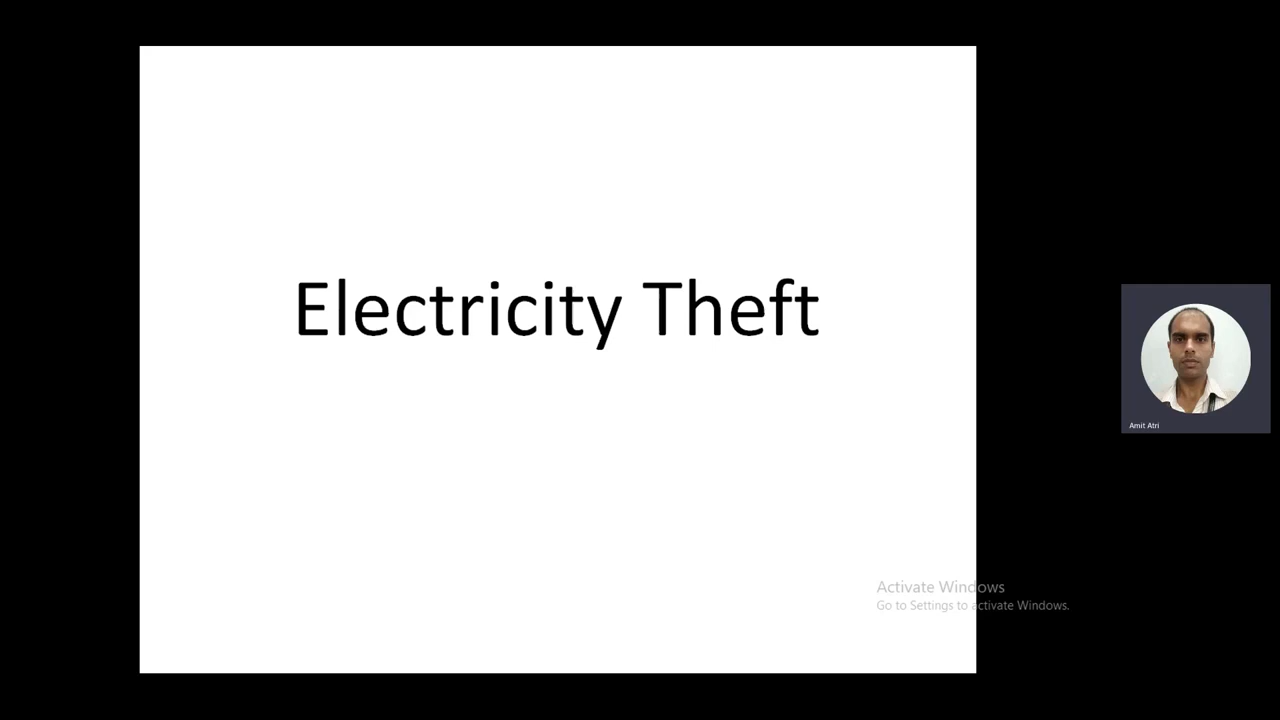 Electricity Theft
Amit Atri
Activate Windows
Go to Settings to activate Windows.